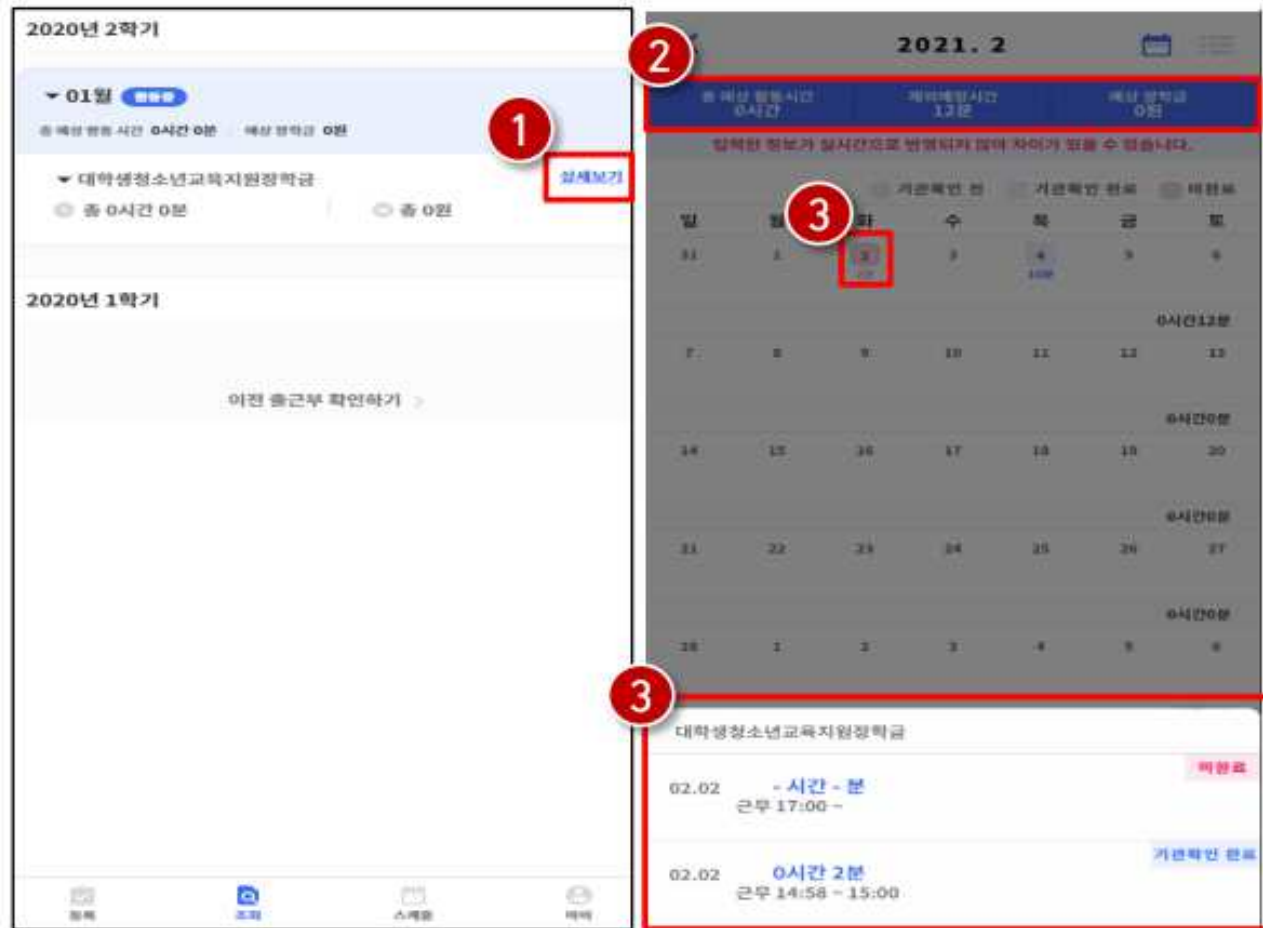 2020년 2학기
01월 활동중
총 예상 활동 시간 0시간 0분 예상 장학금 0원
1
대학생청소년교육지원장학금 상세보기
총 0시간 0분 총 0원
2020년 1학기
이전 출근부 확인하기 >
등록 조회 스케줄
2
2021. 2
총 예상 활동시간 제외예정시간 예상 장학금
0시간 12분 0원
입력한 정보가 실시간으로 반영되지 않아 차이가 있을 수 있습니다.
기관확인 전 기관확인 완료 미완료
3
일 월 화 수 목 금 토
31 1 2 3 4 5 6
0시간12분
7 8 9 10 11 12 13
0시간0분
14 15 16 17 18 19 20
0시간0분
21 22 23 24 25 26 27
0시간0분
28 1 2 3 4 5 6
3
대학생청소년교육지원장학금
미완료
02.02 - 시간 - 분
근무 17:00 ~
기관확인 완료
02.02 0시간 2분
근무 14:58 ~ 15:00